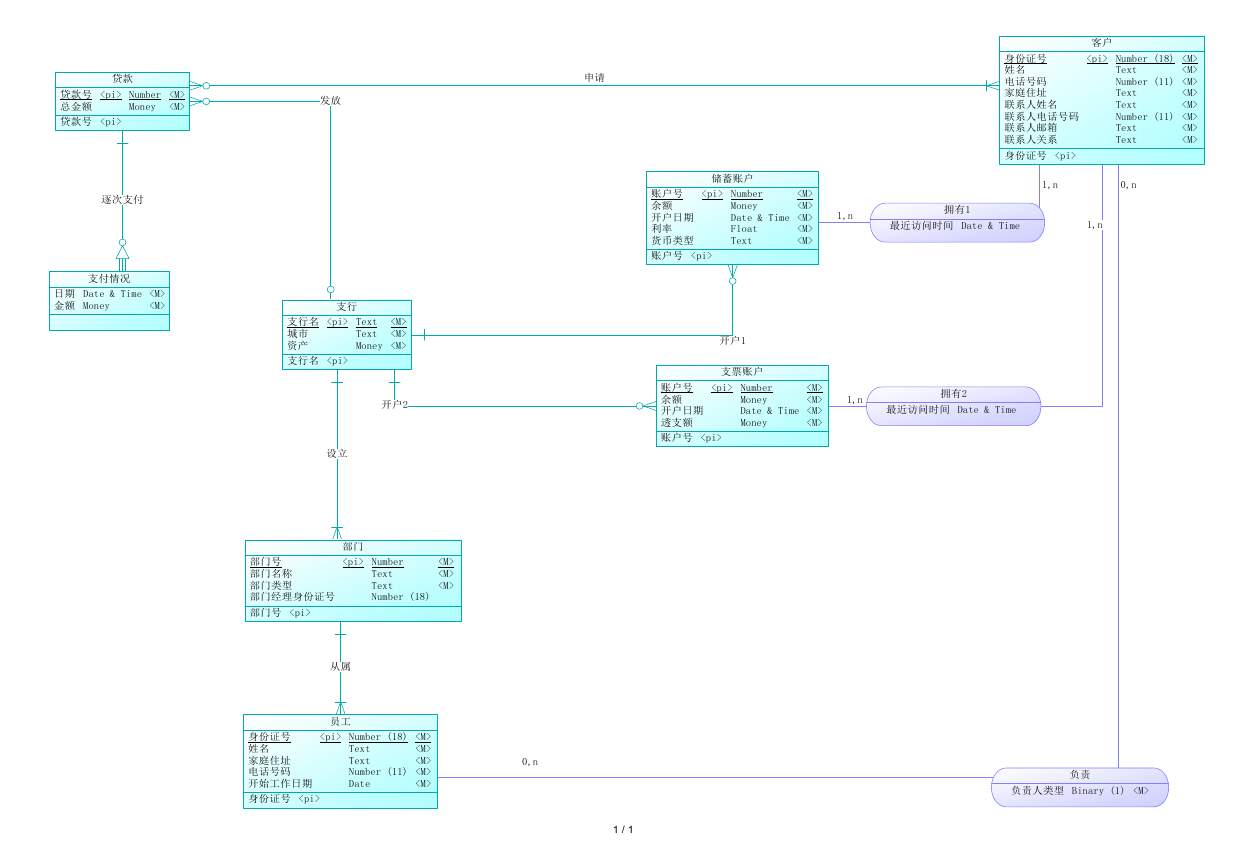 客户
身份证号 <pi> Number (18) <M>
姓名 Text <M>
电话号码 Number (11) <M>
家庭住址 Text <M>
联系人姓名 Text <M>
联系人电话号码 Number (11) <M>
联系人邮箱 Text <M>
联系人关系 Text <M>
身份证号 <pi>
贷款
贷款号 <pi> Number <M>
总金额 Money <M>
贷款号 <pi>
申请
发放
逐次支付
支付情况
日期 Date & Time <M>
金额 Money <M>
储蓄账户
账户号 <pi> Number <M>
余额 Money <M>
开户日期 Date & Time <M>
利率 Float <M>
货币类型 Text <M>
账户号 <pi>
1,n
拥有1
最近访问时间 Date & Time
1,n
0,n
1,n
支行
支行名 <pi> Text <M>
城市 Text <M>
资产 Money <M>
支行名 <pi>
开户1
开户2
支票账户
账户号 <pi> Number <M>
余额 Money <M>
开户日期 Date & Time <M>
透支额 Money <M>
账户号 <pi>
1,n
拥有2
最近访问时间 Date & Time
设立
部门
部门号 <pi> Number <M>
部门名称 Text <M>
部门类型 Text <M>
部门经理身份证号 Number (18)
部门号 <pi>
从属
员工
身份证号 <pi> Number (18) <M>
姓名 Text <M>
家庭住址 Text <M>
电话号码 Number (11) <M>
开始工作日期 Date <M>
身份证号 <pi>
0,n
负责
负责人类型 Binary (1) <M>
1 / 1